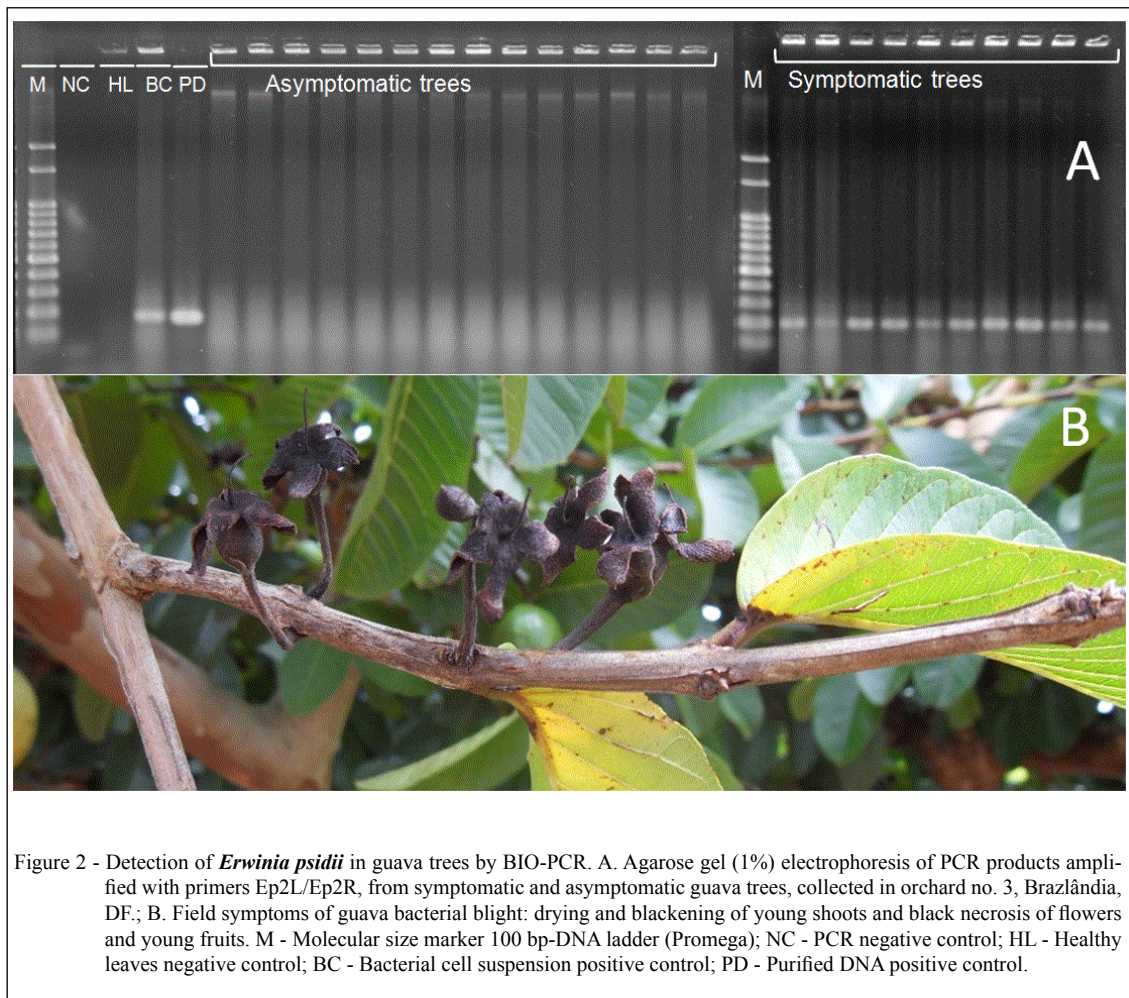 M NC HL BC PD Asymptomatic trees M Symptomatic trees
A
B
Figure 2 - Detection of Erwinia psidii in guava trees by BIO-PCR. A. Agarose gel (1%) electrophoresis of PCR products ampli-
fied with primers Ep2L/Ep2R, from symptomatic and asymptomatic guava trees, collected in orchard no. 3, Brazlândia,
DF.; B. Field symptoms of guava bacterial blight: drying and blackening of young shoots and black necrosis of flowers
and young fruits. M - Molecular size marker 100 bp-DNA ladder (Promega); NC - PCR negative control; HL - Healthy
leaves negative control; BC - Bacterial cell suspension positive control; PD - Purified DNA positive control.